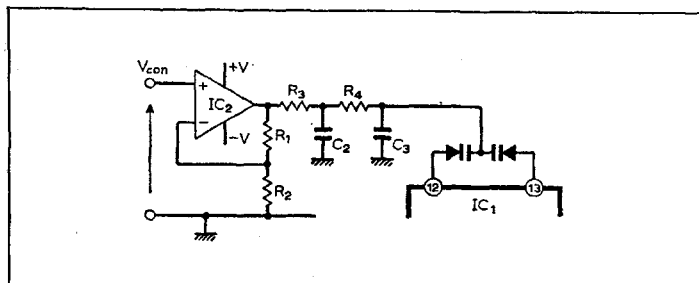 Vcon
+V
+
IC2
−
-V
R3
R4
R1
C2
C3
R2
12
13
IC1